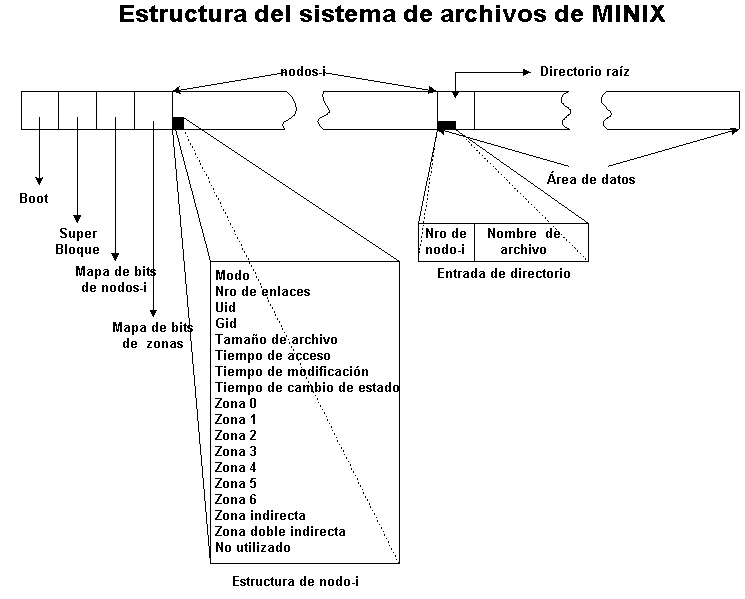 Estructura del sistema de archivos de MINIX
nodos-i
Directorio raíz
Boot
Super
Bloque
Mapa de bits
de nodos-i
Mapa de bits
de zonas
Área de datos
Nro de
nodo-i
Nombre de
archivo
Entrada de directorio
Modo
Nro de enlaces
Uid
Gid
Tamaño de archivo
Tiempo de acceso
Tiempo de modificación
Tiempo de cambio de estado
Zona 0
Zona 1
Zona 2
Zona 3
Zona 4
Zona 5
Zona 6
Zona indirecta
Zona doble indirecta
No utilizado
Estructura de nodo-i